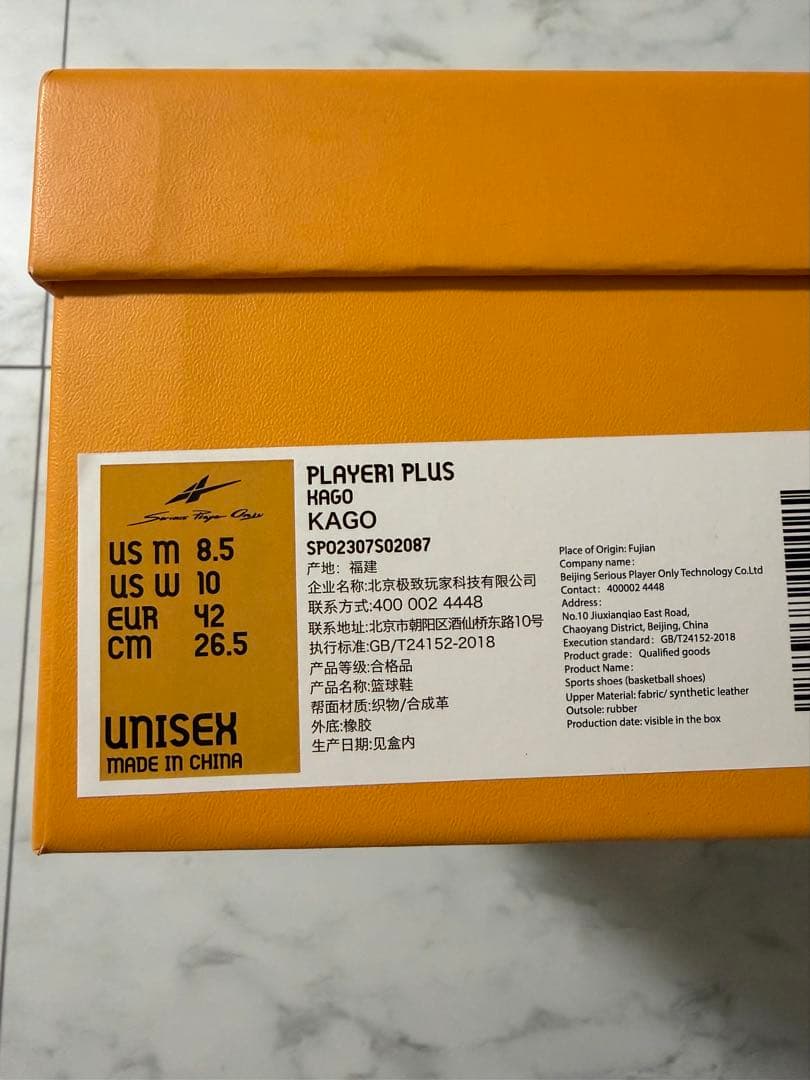 Serious Player Only
US M 8.5
US W 10
EUR 42
CM 26.5
UNISEX
MADE IN CHINA
PLAYER1 PLUS
KAGO
KAGO
SP02307S02087
产地: 福建
企业名称:北京极致玩家科技有限公司
联系方式:400 002 4448
联系地址:北京市朝阳区酒仙桥东路10号
执行标准:GB/T24152-2018
产品等级:合格品
产品名称:篮球鞋
帮面材质:织物/合成革
外底:橡胶
生产日期:见盒内
Place of Origin: Fujian
Company name:
Beijing Serious Player Only Technology Co.Ltd
Contact: 400002 4448
Address:
No.10 Jiuxianqiao East Road,
Chaoyang District, Beijing, China
Execution standard: GB/T24152-2018
Product grade: Qualified goods
Product Name:
Sports shoes (basketball shoes)
Upper Material: fabric/ synthetic leather
Outsole: rubber
Production date: visible in the box